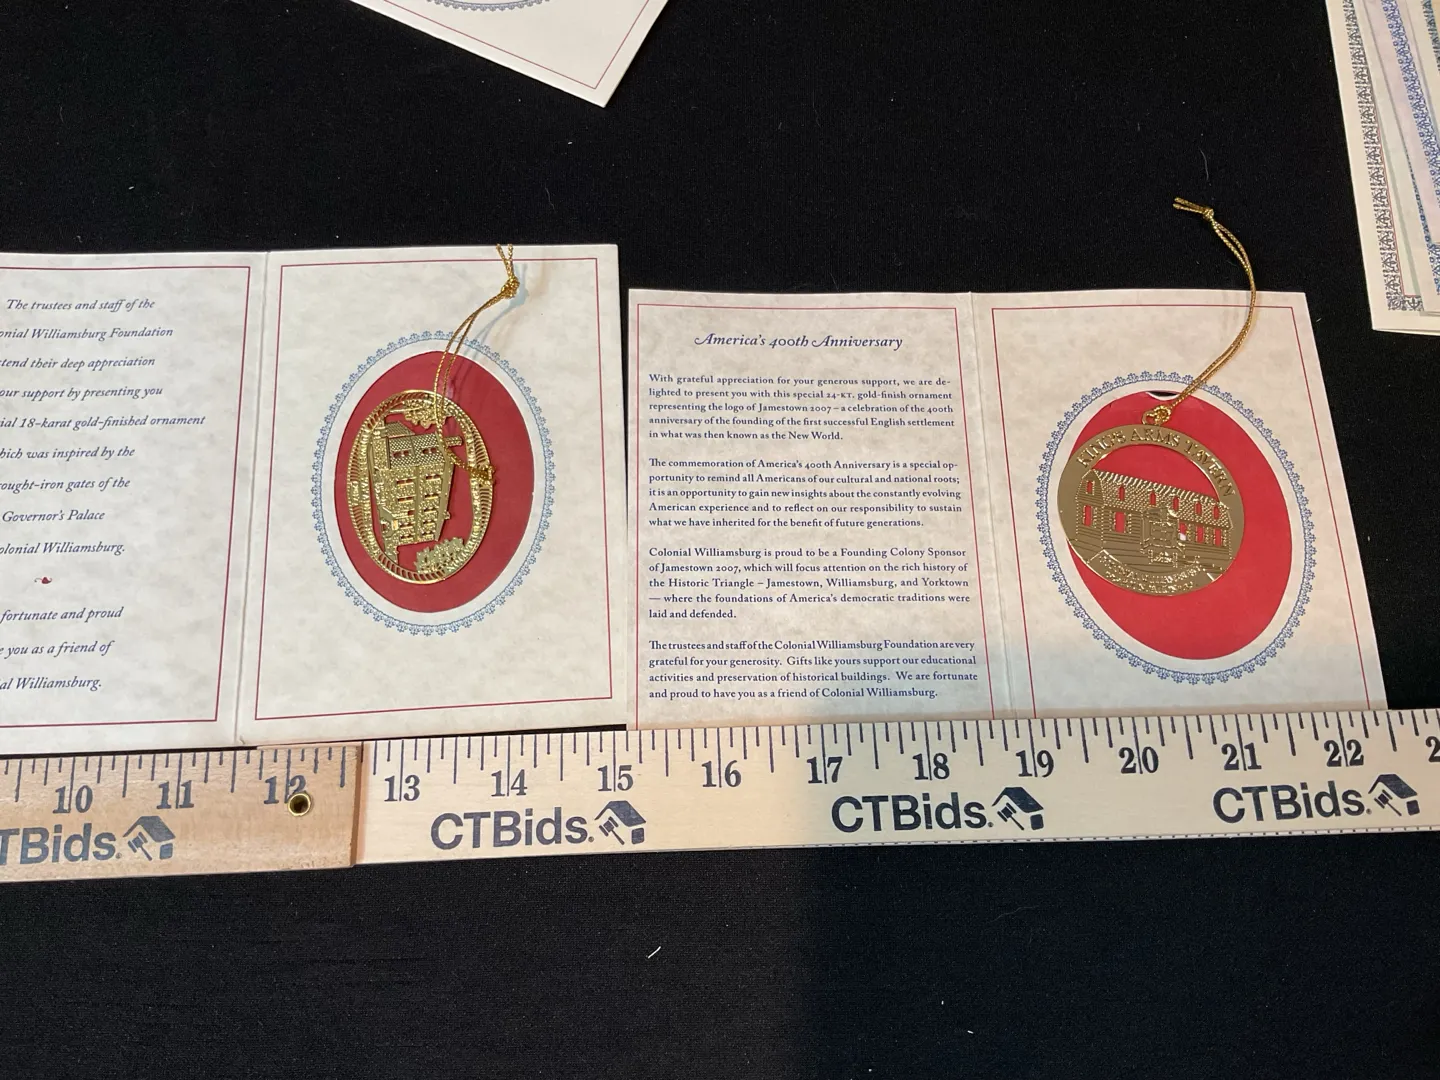 The trustees and staff of the
Williamsburg Foundation
their deep appreciation
support by presenting you
18-karat gold-finished ornament
was inspired by the
gates of the
Governor's Palace
Williamsburg.
fortunate and proud
you as a friend of
Williamsburg.
America's 400th Anniversary
With grateful appreciation for your generous support, we are de-
lighted to present you with this special 24-KT. gold-finish ornament
representing the logo of Jamestown 2007 – a celebration of the 400th
anniversary of the founding of the first successful English settlement
in what was then known as the New World.
The commemoration of America's 400th Anniversary is a special op-
portunity to remind all Americans of our cultural and national roots;
it is an opportunity to gain new insights about the constantly evolving
American experience and to reflect on our responsibility to sustain
what we have inherited for the benefit of future generations.
Colonial Williamsburg is proud to be a Founding Colony Sponsor
of Jamestown 2007, which will focus attention on the rich history of
the Historic Triangle – Jamestown, Williamsburg, and Yorktown
— where the foundations of America's democratic traditions were
laid and defended.
The trustees and staff of the Colonial Williamsburg Foundation are very
grateful for your generosity. Gifts like yours support our educational
activities and preservation of historical buildings. We are fortunate
and proud to have you as a friend of Colonial Williamsburg.
KING'S ARMS TAVERN
10 11 12 13 14 15 16 17 18 19 20 21 22
TBids. CTBids. CTBids. CTBids.